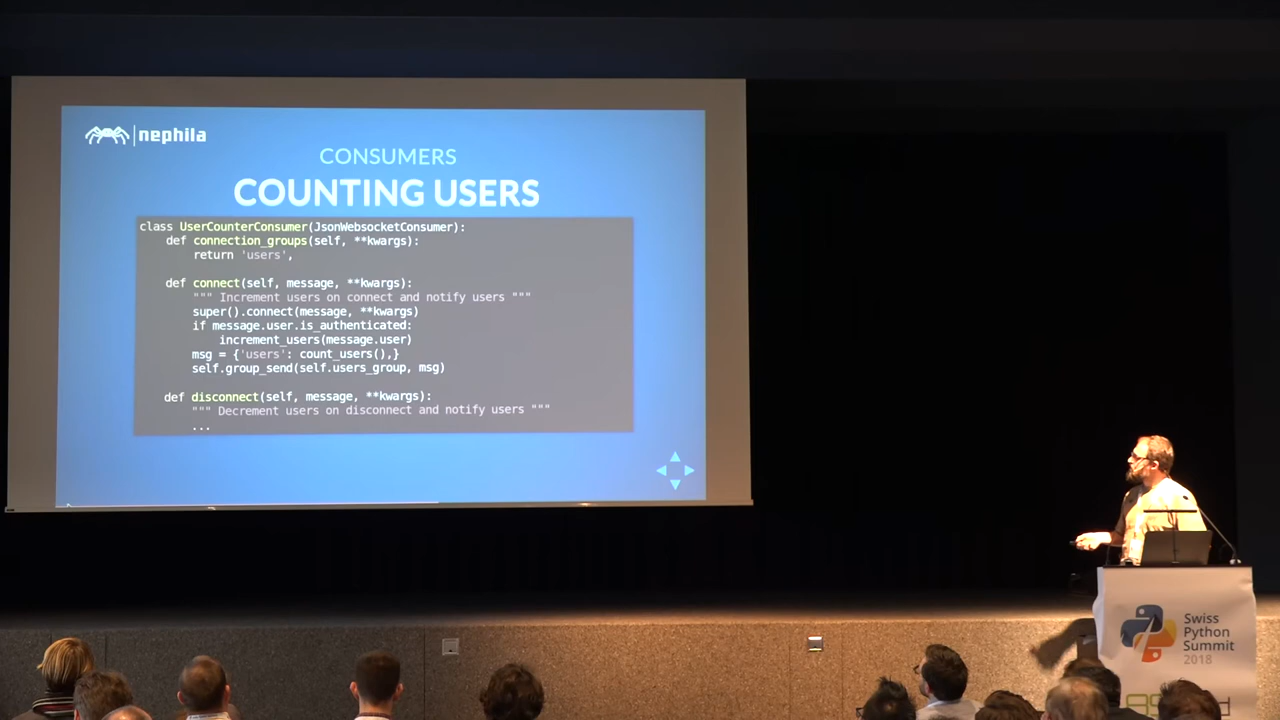 nephila
CONSUMERS
COUNTING USERS
class UserCounterConsumer(JsonWebsocketConsumer):
def connection_groups(self, **kwargs):
return 'users',
def connect(self, message, **kwargs):
""" Increment users on connect and notify users """
super().connect(message, **kwargs)
if message.user.is_authenticated:
increment_users(message.user)
msg = {'users': count_users(),}
self.group_send(self.users_group, msg)
def disconnect(self, message, **kwargs):
""" Decrement users on disconnect and notify users """
...
Swiss
Python
Summit
2018